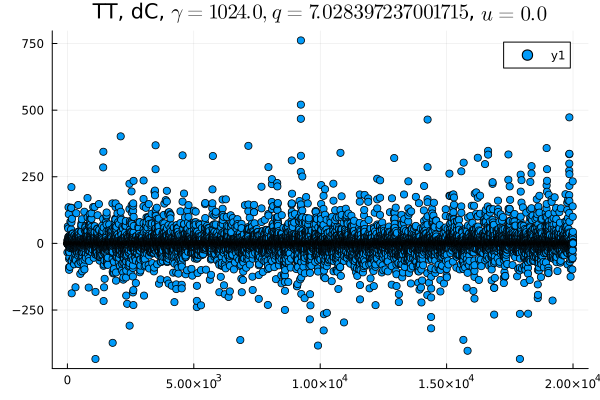 TT, dC, γ = 1024.0, q = 7.028397237001715, u = 0.0
y1
750
500
250
0
−250
0 5.00×10³ 1.00×10⁴ 1.50×10⁴ 2.00×10⁴